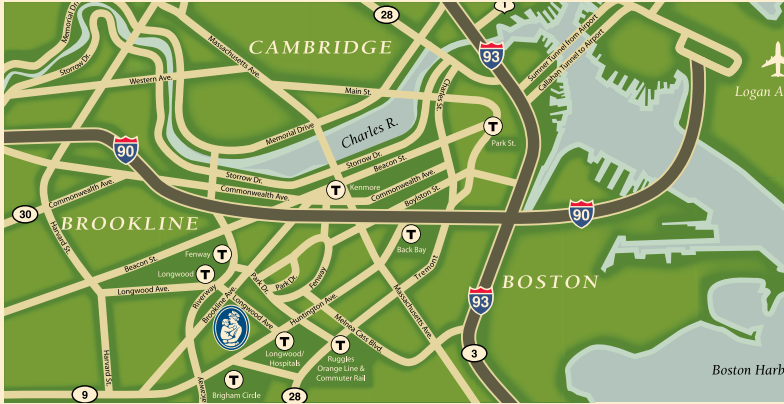 28
1
Memorial Dr.
Massachusetts Ave.
CAMBRIDGE
93
Sumner Tunnel from Airport
Callahan Tunnel to Airport
Storrow Dr.
Western Ave.
Main St.
Charles St.
Logan A
Memorial Drive
Charles R.
T
Park St.
90
Storrow Dr.
Beacon St.
Storrow Dr.
Commonwealth Ave.
Commonwealth Ave.
T
Kenmore
Commonwealth Ave.
Boylston St.
30
BROOKLINE
90
Harvard St.
T
Back Bay
Fenway
T
Beacon St.
Longwood
T
Tremont
Park Dr.
Park Dr.
Fenway
BOSTON
Longwood Ave.
Riverway
Brookline Ave.
Longwood Ave.
Huntington Ave.
Massachusetts Ave.
93
Melnea Cass Blvd.
T
Longwood/
Hospitals
T
Ruggles
Orange Line &
Commuter Rail
3
Harvard St.
T
Brigham Circle
Boston Harb
9
28